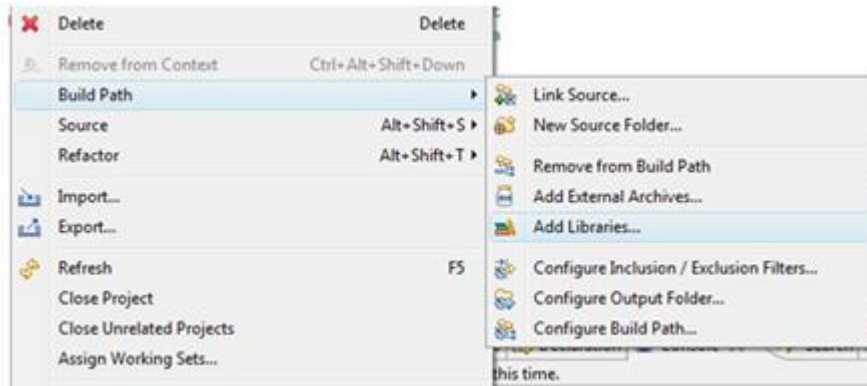 Delete Delete
Remove from Context Ctrl+Alt+Shift+Down
Build Path
Source Alt+Shift+S
Refactor Alt+Shift+T
Import...
Export...
Refresh F5
Close Project
Close Unrelated Projects
Assign Working Sets...
Link Source...
New Source Folder...
Remove from Build Path
Add External Archives...
Add Libraries...
Configure Inclusion / Exclusion Filters...
Configure Output Folder...
Configure Build Path...
this time.